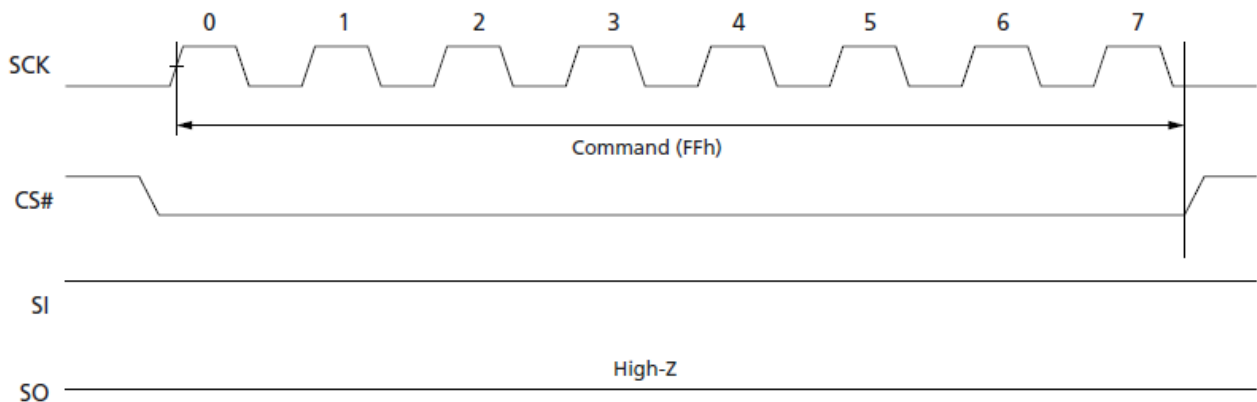 0 1 2 3 4 5 6 7
SCK
Command (FFh)
CS#
SI
High-Z
SO